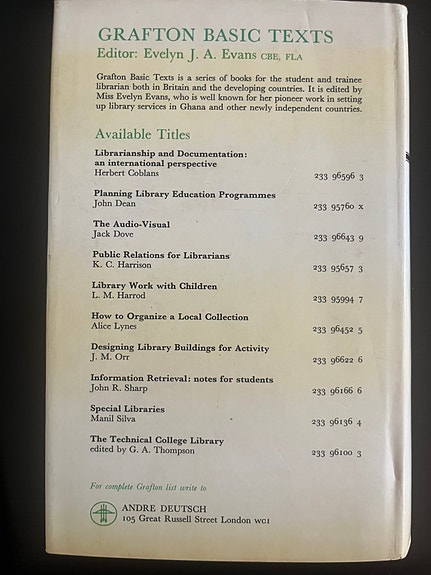 GRAFTON BASIC TEXTS
Editor: Evelyn J. A. Evans CBE, FLA
Grafton Basic Texts is a series of books for the student and trainee
librarian both in Britain and the developing countries. It is edited by
Miss Evelyn Evans, who is well known for her pioneer work in setting
up library services in Ghana and other newly independent countries.
Available Titles
Librarianship and Documentation:
an international perspective
Herbert Coblans 233 96596 3
Planning Library Education Programmes
John Dean 233 95760 x
The Audio-Visual
Jack Dove 233 96643 9
Public Relations for Librarians
K. C. Harrison 233 95657 3
Library Work with Children
L. M. Harrod 233 95994 7
How to Organize a Local Collection
Alice Lynes 233 96452 5
Designing Library Buildings for Activity
J. M. Orr 233 96622 6
Information Retrieval: notes for students
John R. Sharp 233 96166 6
Special Libraries
Manil Silva 233 96136 4
The Technical College Library
edited by G. A. Thompson 233 96100 3
For complete Grafton list write to
ANDRE DEUTSCH
105 Great Russell Street London WC1